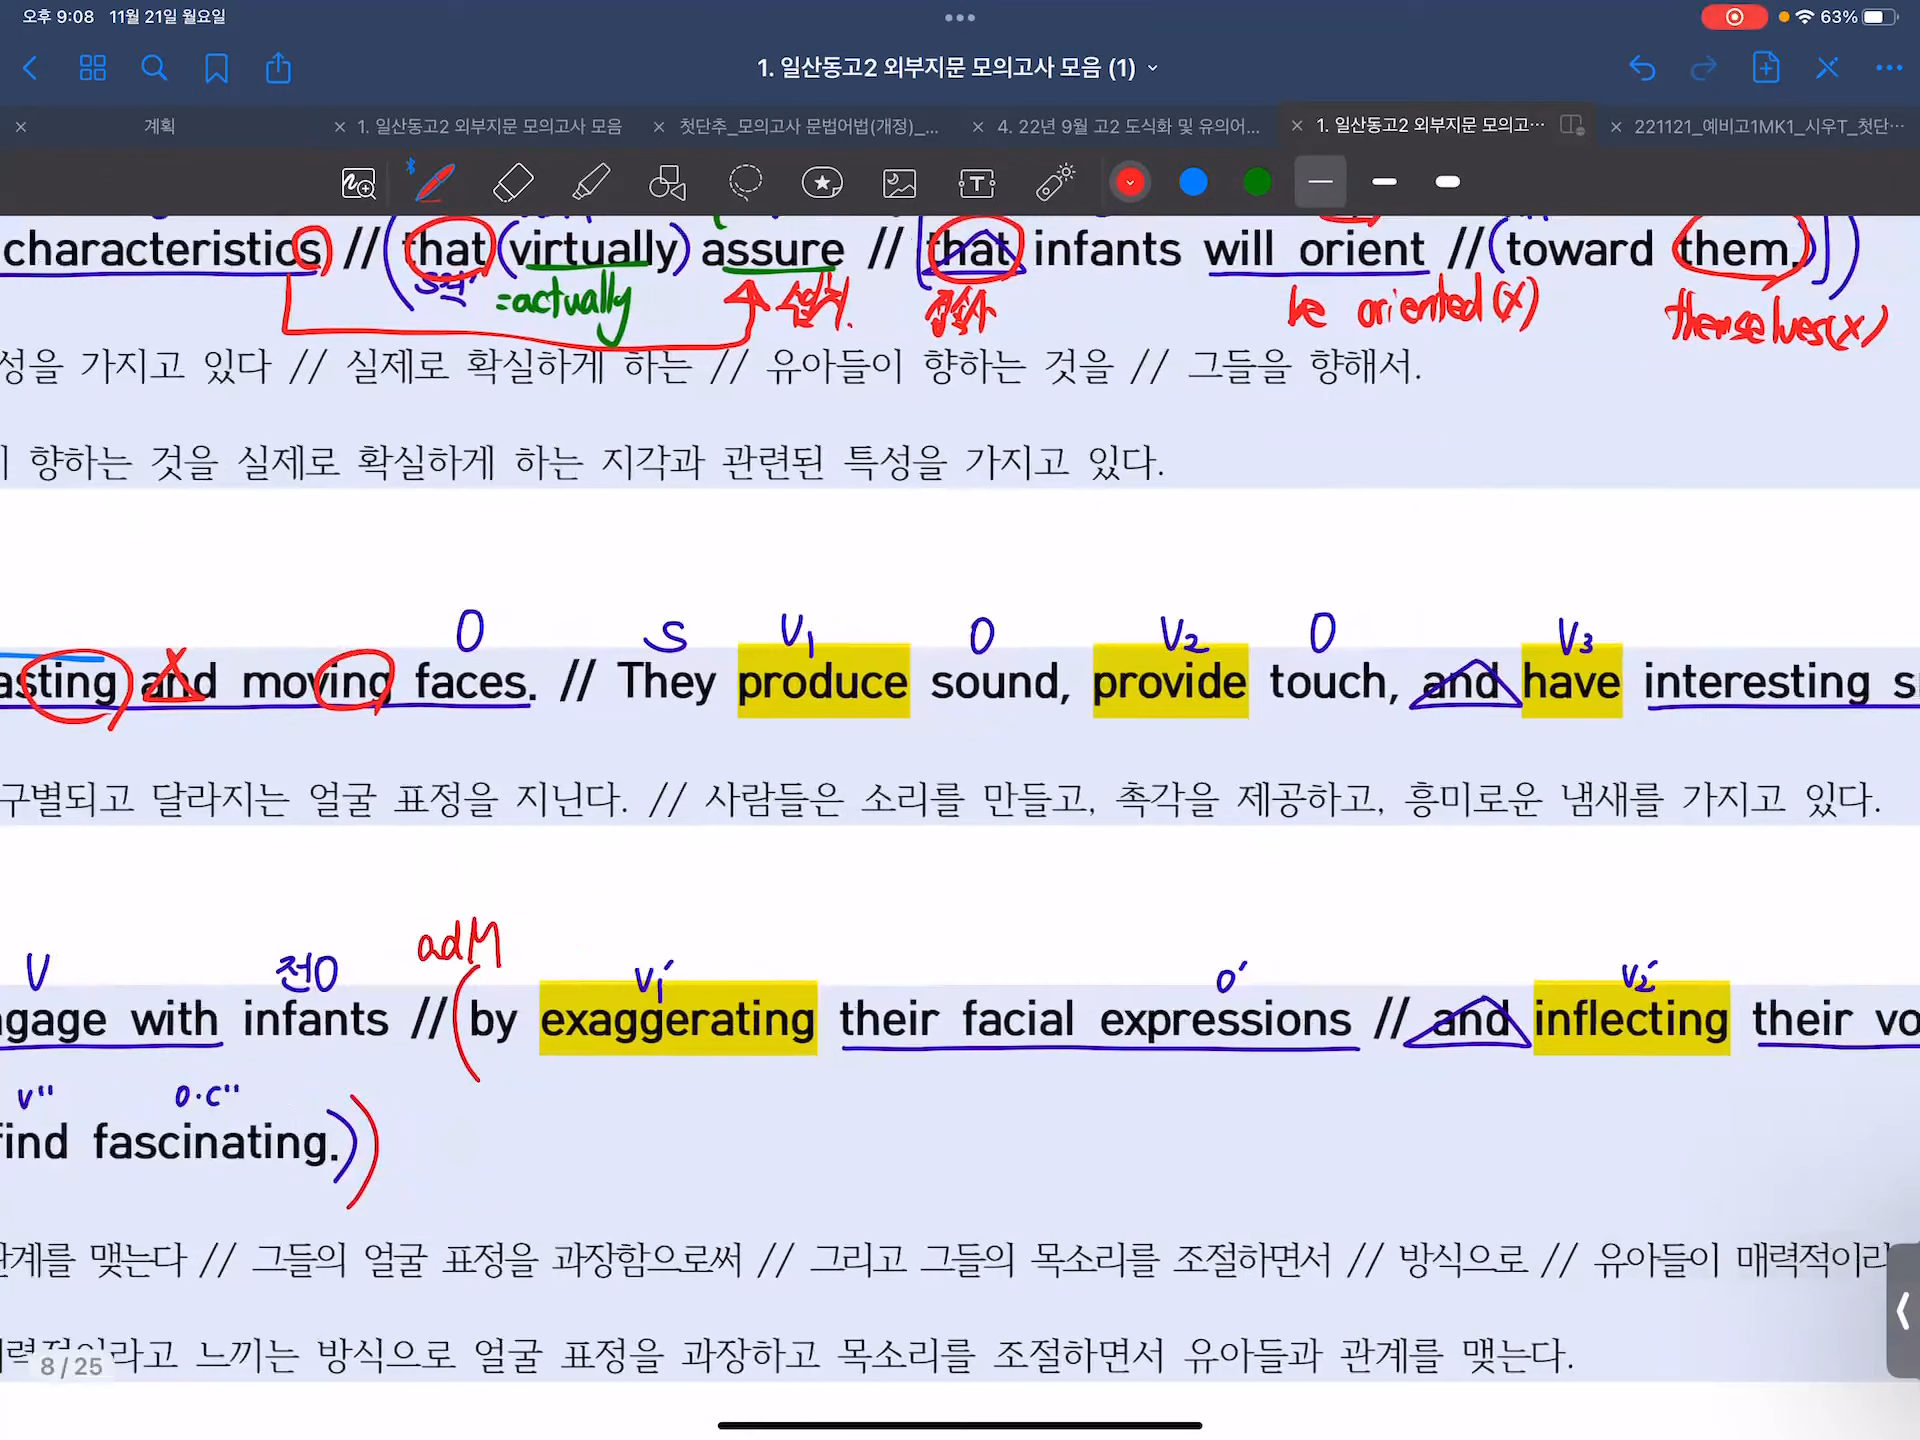 오후 9:08 11월 21일 월요일
63%
1. 일산동고2 외부지문 모의고사 모음 (1)
계획
1. 일산동고2 외부지문 모의고사 모음
첫단추_모의고사 문법어법(개정)_...
4. 22년 9월 고2 도식화 및 유의어...
1. 일산동고2 외부지문 모의고...
221121_예비고1MK1_시우T_첫단...
characteristics // (that (virtually) assure // [that infants will orient // (toward them.)])
=actually
접속사
be oriented(X)
themselves(X)
성을 가지고 있다 // 실제로 확실하게 하는 // 유아들이 향하는 것을 // 그들을 향해서.
향하는 것을 실제로 확실하게 하는 지각과 관련된 특성을 가지고 있다.
O S V₁ O V₂ O V₃
asting and moving faces. // They produce sound, provide touch, and have interesting s
구별되고 달라지는 얼굴 표정을 지닌다. // 사람들은 소리를 만들고, 촉각을 제공하고, 흥미로운 냄새를 가지고 있다.
adM
V 전O V₁' O' V₂'
gage with infants // (by exaggerating their facial expressions // and inflecting their vo
V" O·C"
find fascinating.))
관계를 맺는다 // 그들의 얼굴 표정을 과장함으로써 // 그리고 그들의 목소리를 조절하면서 // 방식으로 // 유아들이 매력적이라
라고 느끼는 방식으로 얼굴 표정을 과장하고 목소리를 조절하면서 유아들과 관계를 맺는다.
8 / 25